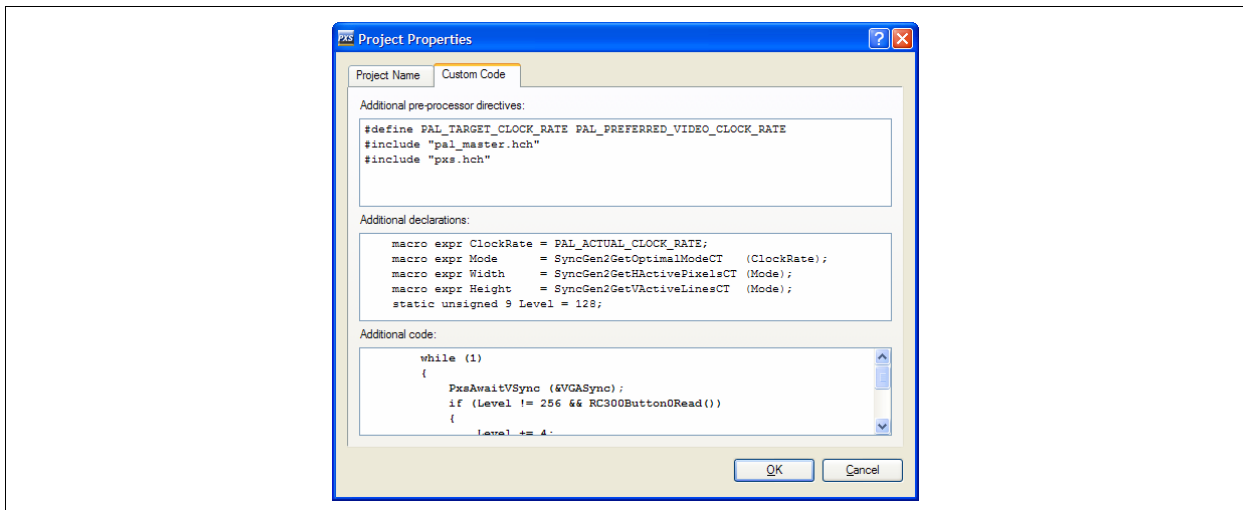 PXS Project Properties
Project Name Custom Code
Additional pre-processor directives:
#define PAL_TARGET_CLOCK_RATE PAL_PREFERRED_VIDEO_CLOCK_RATE
#include "pal_master.hch"
#include "pxs.hch"
Additional declarations:
macro expr ClockRate = PAL_ACTUAL_CLOCK_RATE;
macro expr Mode = SyncGen2GetOptimalModeCT (ClockRate);
macro expr Width = SyncGen2GetHActivePixelsCT (Mode);
macro expr Height = SyncGen2GetVActiveLinesCT (Mode);
static unsigned 9 Level = 128;
Additional code:
while (1)
{
PxsAwaitVSync (&VGASync);
if (Level != 256 && RC300Button0Read())
{
Level += 4;
OK Cancel